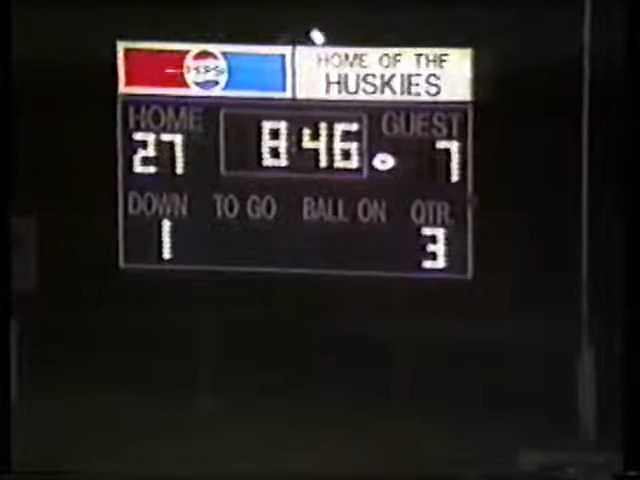 PEPSI
HOME OF THE
HUSKIES
HOME 8:46 GUEST
27 7
DOWN TO GO BALL ON QTR
1 3